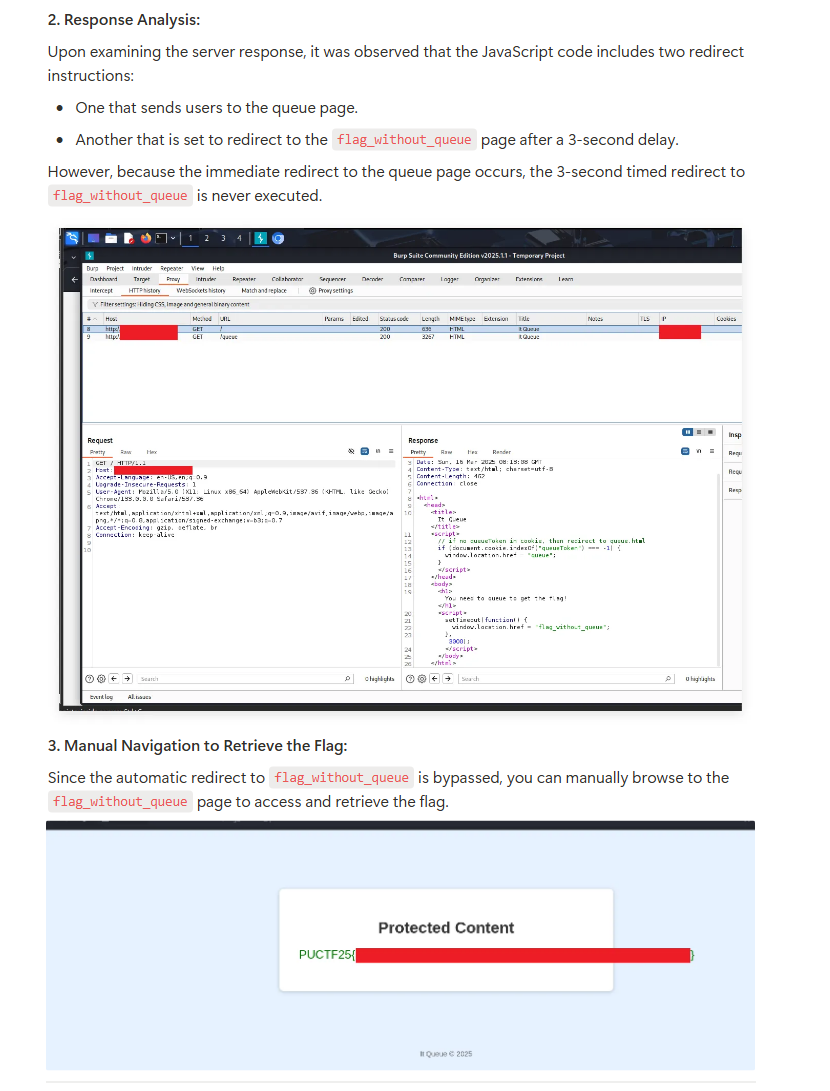 2. Response Analysis:
Upon examining the server response, it was observed that the JavaScript code includes two redirect
instructions:
• One that sends users to the queue page.
• Another that is set to redirect to the flag_without_queue page after a 3-second delay.
However, because the immediate redirect to the queue page occurs, the 3-second timed redirect to
flag_without_queue is never executed.
1 2 3 4
Burp Suite Community Edition v2025.1.1 - Temporary Project
Burp Project Intruder Repeater View Help
Dashboard Target Proxy Intruder Repeater Collaborator Sequencer Decoder Comparer Logger Organizer Extensions Learn
Intercept HTTP history WebSockets history Match and replace Proxy settings
Filter settings: Hiding CSS, image and general binary content
# Host Method URL Params Edited Status code Length MIME type Extension Title Notes TLS IP Cookies
8 http:/ GET / 200 636 HTML It Queue
9 http:/ GET /queue 200 3267 HTML It Queue
Request
Pretty Raw Hex
1 GET / HTTP/1.1
2 Host:
3 Accept-Language: en-US,en;q=0.9
4 Upgrade-Insecure-Requests: 1
5 User-Agent: Mozilla/5.0 (X11; Linux x86_64) AppleWebKit/537.36 (KHTML, like Gecko)
Chrome/133.0.0.0 Safari/537.36
6 Accept:
text/html,application/xhtml+xml,application/xml;q=0.9,image/avif,image/webp,image/a
png,*/*;q=0.8,application/signed-exchange;v=b3;q=0.7
7 Accept-Encoding: gzip, deflate, br
8 Connection: keep-alive
9
10
Response
Pretty Raw Hex Render
3 Date: Sun, 16 Mar 2025 08:18:08 GMT
4 Content-Type: text/html; charset=utf-8
5 Content-Length: 462
6 Connection: close
7
8 <html>
9 <head>
10 <title>
It Queue
</title>
11 <script>
12 // if no queueToken in cookie, then redirect to queue.html
13 if (document.cookie.indexOf("queueToken") === -1) {
14 window.location.href = "queue";
15 }
16 </script>
17 </head>
18 <body>
19 <h1>
You need to queue to get the flag!
</h1>
20 <script>
21 setTimeout(function() {
22 window.location.href = "flag_without_queue";
23 },
3000);
24 </script>
25 </body>
26 </html>
Insp
Requ
Requ
Resp
Search 0 highlights
Search 0 highlights
Event log All issues
3. Manual Navigation to Retrieve the Flag:
Since the automatic redirect to flag_without_queue is bypassed, you can manually browse to the
flag_without_queue page to access and retrieve the flag.
Protected Content
PUCTF25{ }
It Queue © 2025